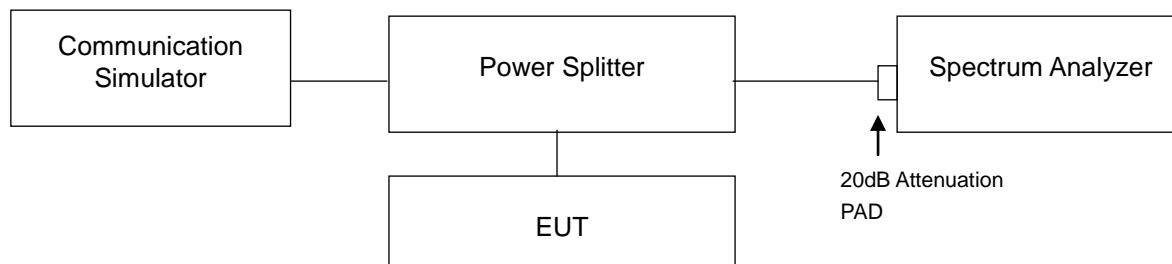 Communication
Simulator
Power Splitter
Spectrum Analyzer
20dB Attenuation
PAD
EUT